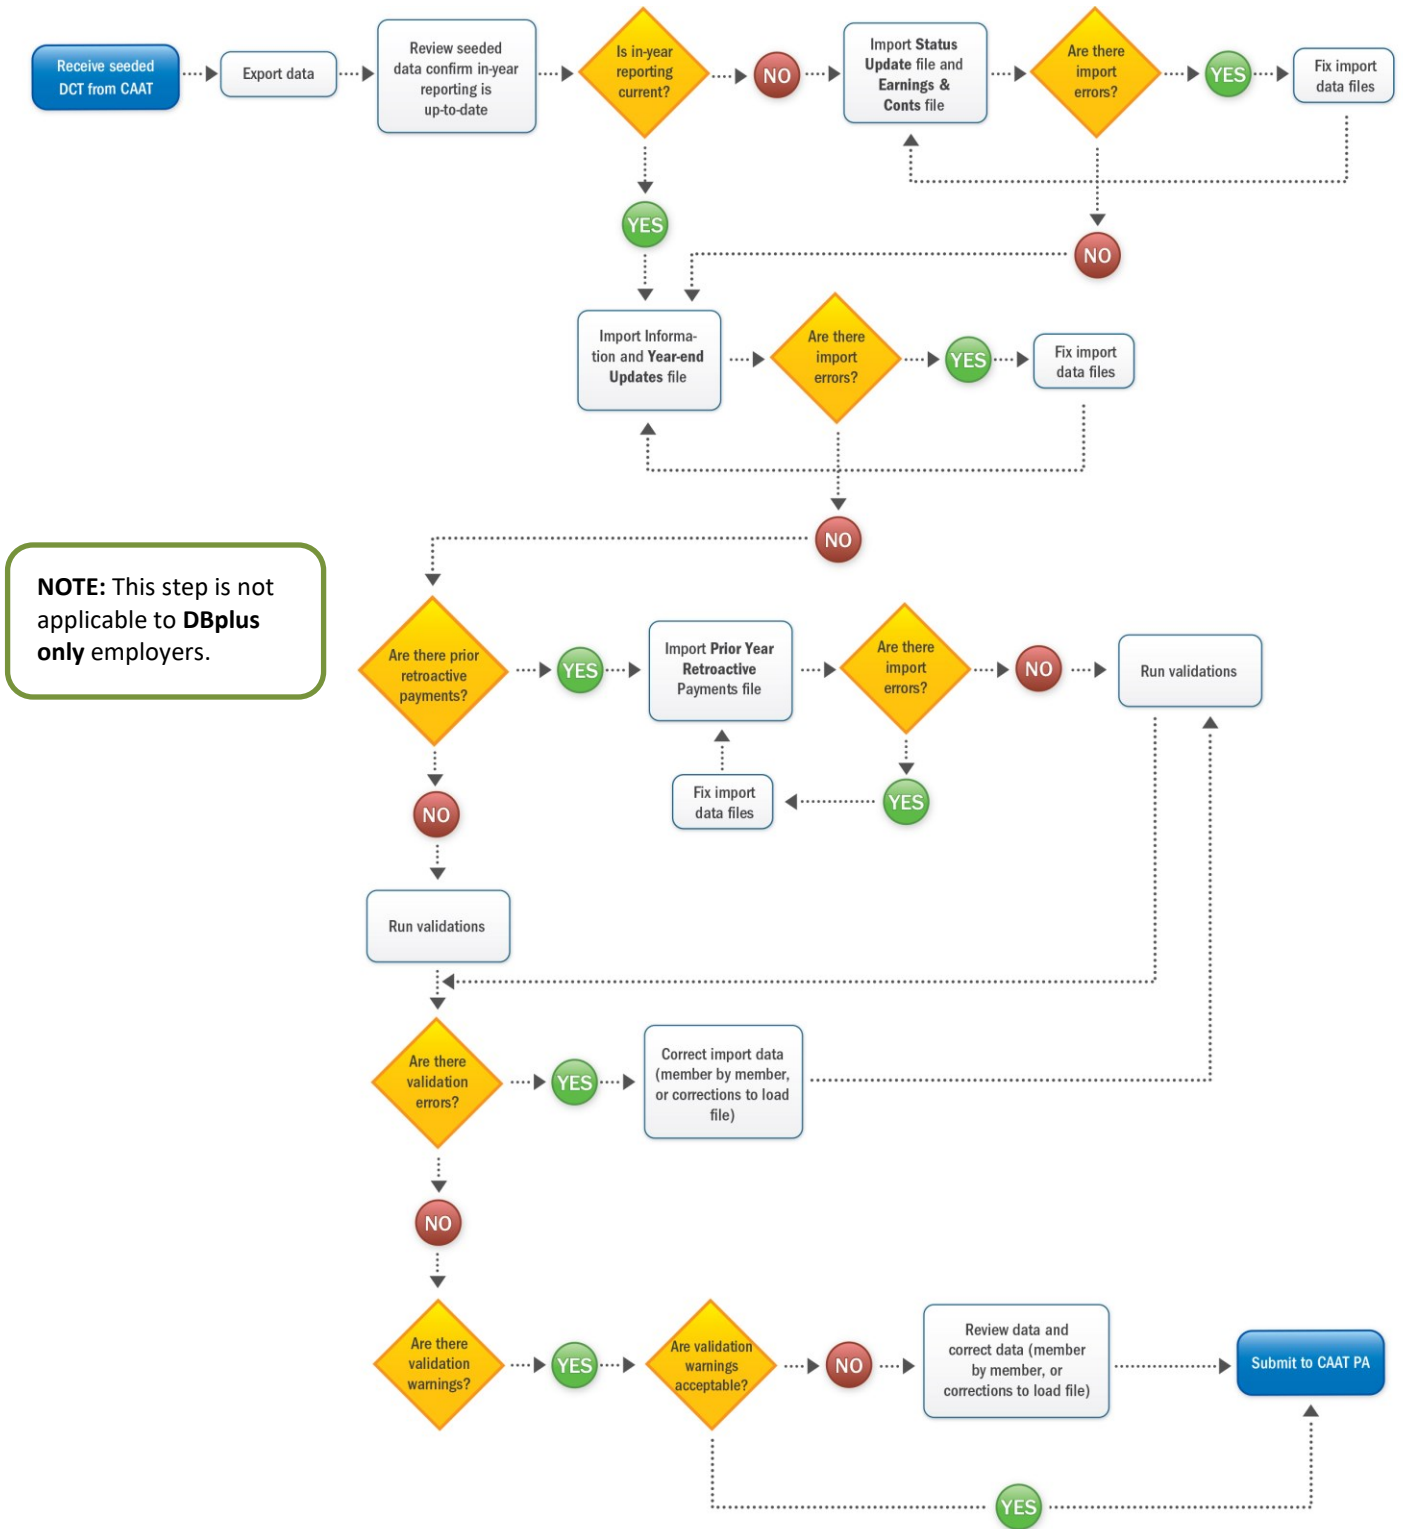 Receive seeded
DCT from CAAT
Export data
Review seeded
data confirm in-year
reporting is
up-to-date
Is in-year
reporting
current?
NO
Import Status
Update file and
Earnings &
Conts file
Are there
import
errors?
YES
Fix import
data files
YES
NO
Import Informa-
tion and Year-end
Updates file
Are there
import
errors?
YES
Fix import
data files
NO
NOTE: This step is not
applicable to DBplus
only employers.
Are there prior
retroactive
payments?
YES
Import Prior Year
Retroactive
Payments file
Are there
import
errors?
NO
Run validations
Fix import
data files
YES
NO
Run validations
Are there
validation
errors?
YES
Correct import data
(member by member,
or corrections to load
file)
NO
Are there
validation
warnings?
YES
Are validation
warnings
acceptable?
NO
Review data and
correct data (member
by member, or
corrections to load file)
Submit to CAAT PA
YES